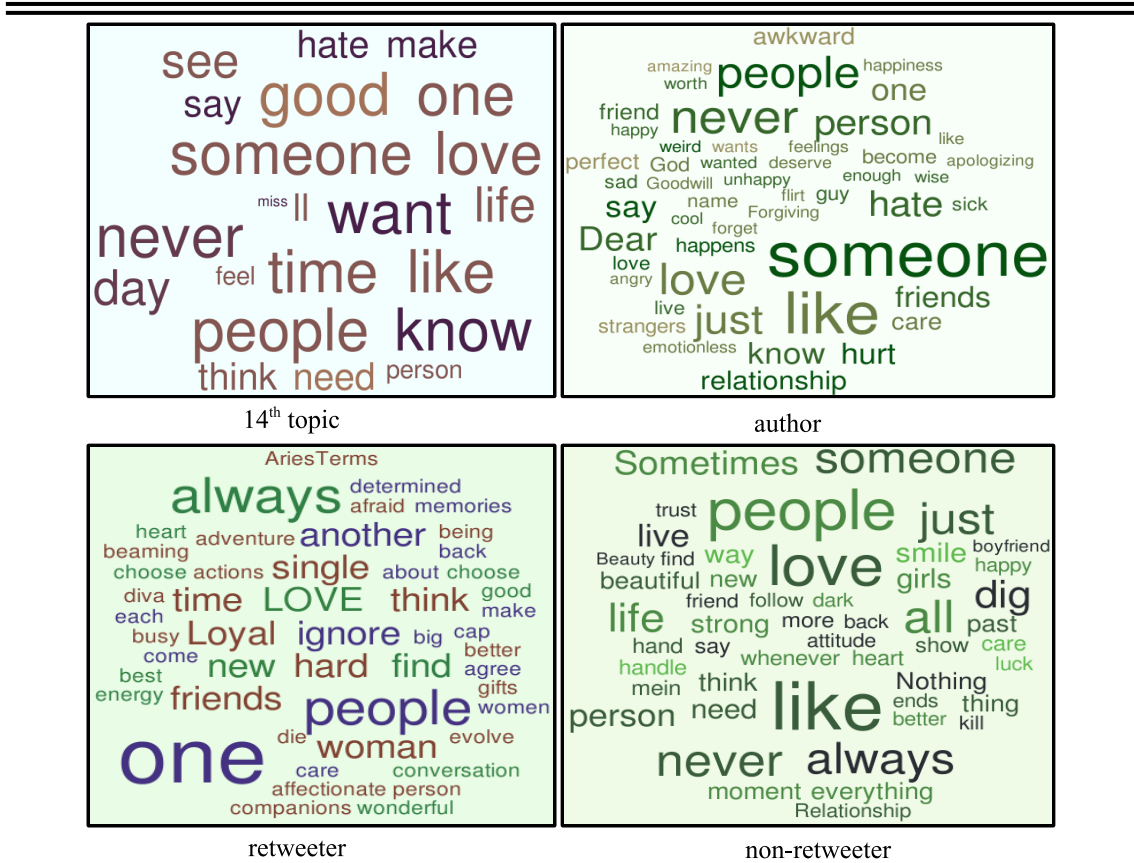 hate make
see
say good one
someone love
miss ll want life
never
day feel time like
people know
think need person
14th topic
awkward
amazing people happiness
worth one
friend never person
happy
like
weird wants feelings
perfect God wanted deserve become apologizing
sad Goodwill unhappy enough wise
say name flirt guy hate sick
cool Forgiving
forget
Dear happens someone
love
angry love
live just like friends
strangers care
emotionless know hurt
relationship
author
AriesTerms
always determined
afraid memories
heart adventure another being
beaming back
choose actions single about choose
diva time LOVE think good
each make
busy Loyal ignore big cap
come better
new hard find agree
best
energy friends gifts
people women
one die woman evolve
care conversation
affectionate person
companions wonderful
retweeter
Sometimes someone
trust people just
live
Beauty find way love smile boyfriend
beautiful new girls happy
friend follow dark dig
life strong more back all past
hand say attitude show care
whenever heart luck
handle
mein think Nothing
person need like ends thing
better kill
never always
moment everything
Relationship
non-retweeter